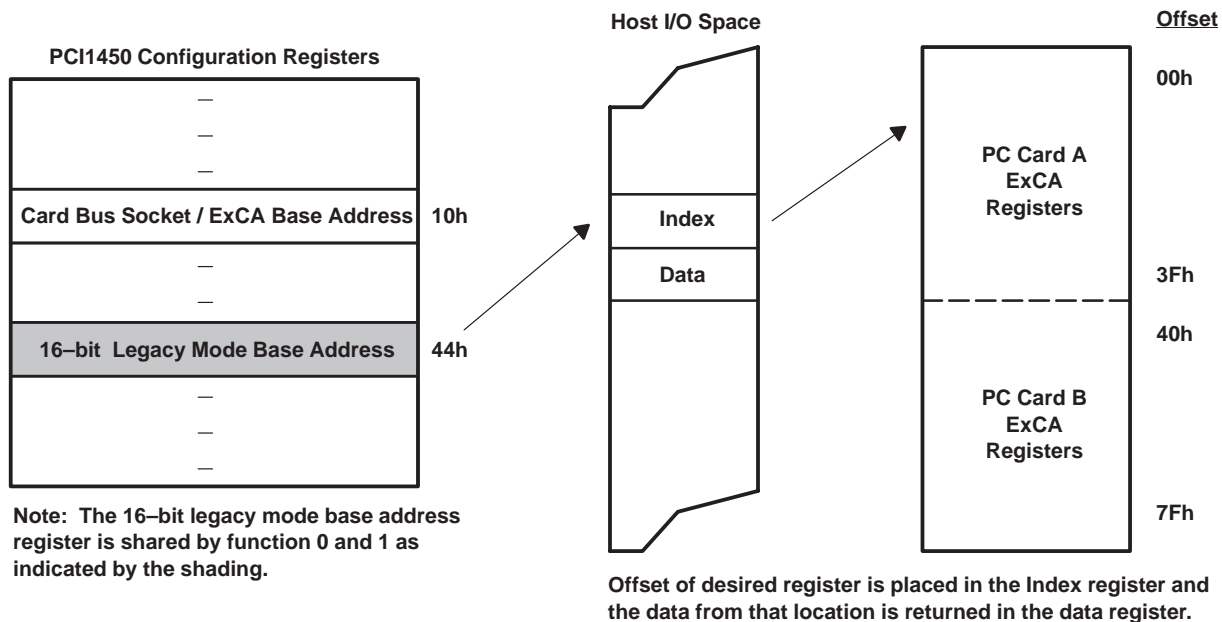 Host I/O Space
Offset
PCI1450 Configuration Registers
–
–
–
Card Bus Socket / ExCA Base Address
10h
–
–
16–bit Legacy Mode Base Address
44h
–
–
–
Note: The 16–bit legacy mode base address
register is shared by function 0 and 1 as
indicated by the shading.
Index
Data
00h
PC Card A
ExCA
Registers
3Fh
40h
PC Card B
ExCA
Registers
7Fh
Offset of desired register is placed in the Index register and
the data from that location is returned in the data register.